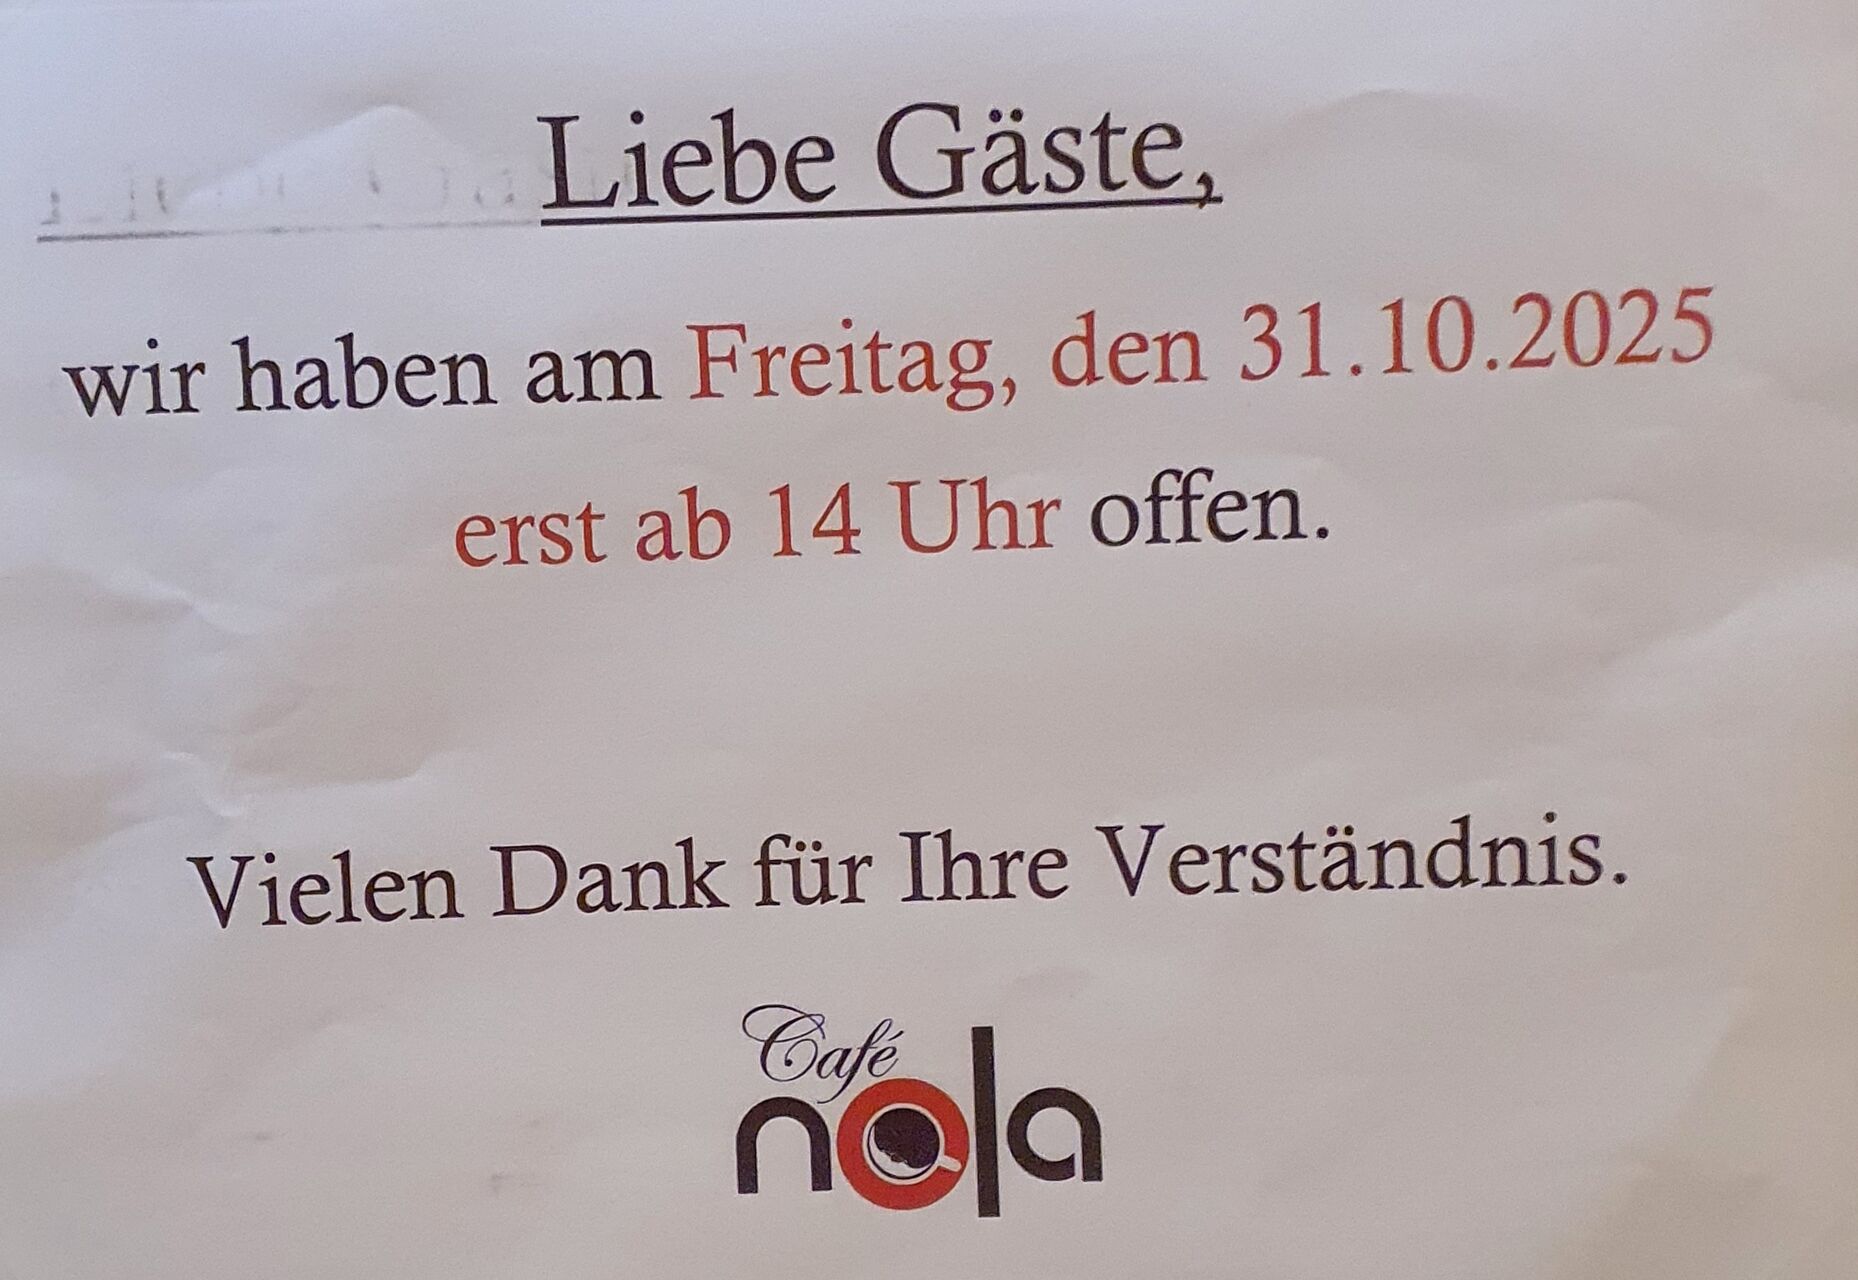 Liebe Gäste,
wir haben am Freitag, den 31.10.2025
erst ab 14 Uhr offen.
Vielen Dank für Ihre Verständnis.
Café
nola